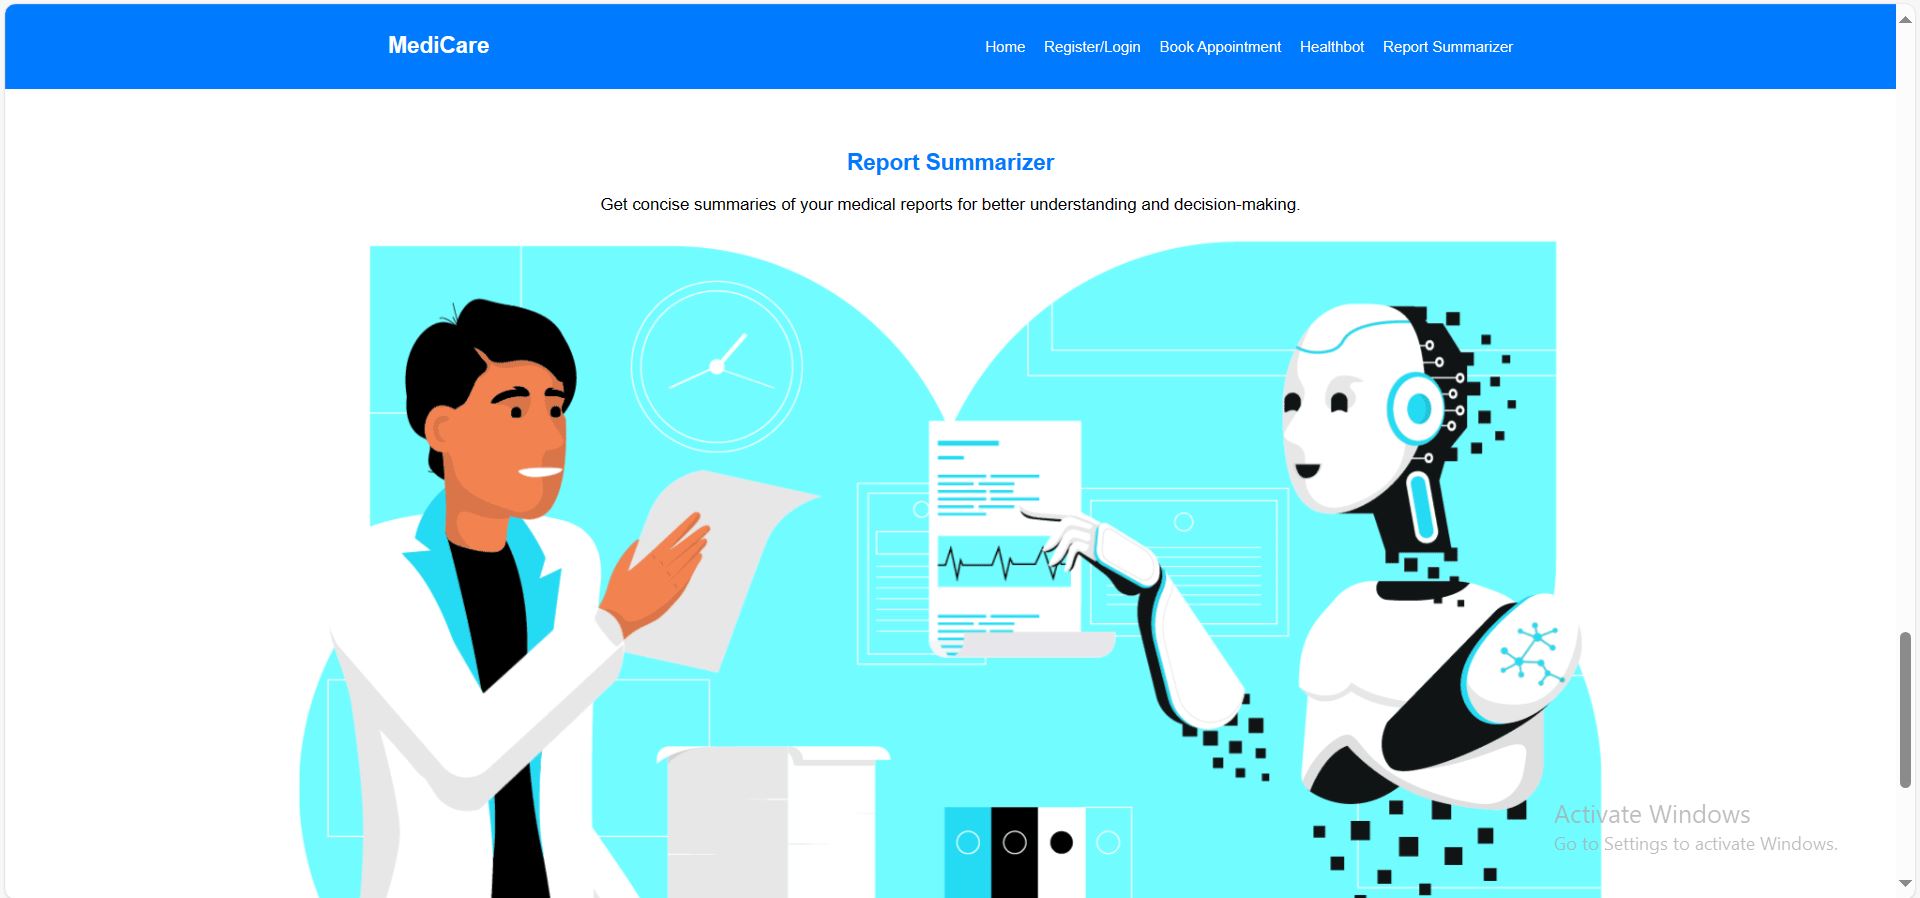 MediCare
Home Register/Login Book Appointment Healthbot Report Summarizer
Report Summarizer
Get concise summaries of your medical reports for better understanding and decision-making.
Activate Windows
Go to Settings to activate Windows.